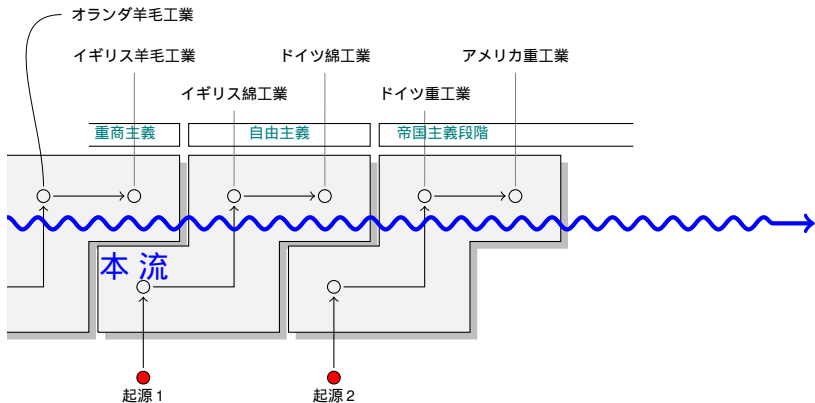 オランダ羊毛工業
イギリス羊毛工業
ドイツ綿工業
アメリカ重工業
イギリス綿工業
ドイツ重工業
重商主義
自由主義
帝国主義段階
本 流
起源 1
起源 2